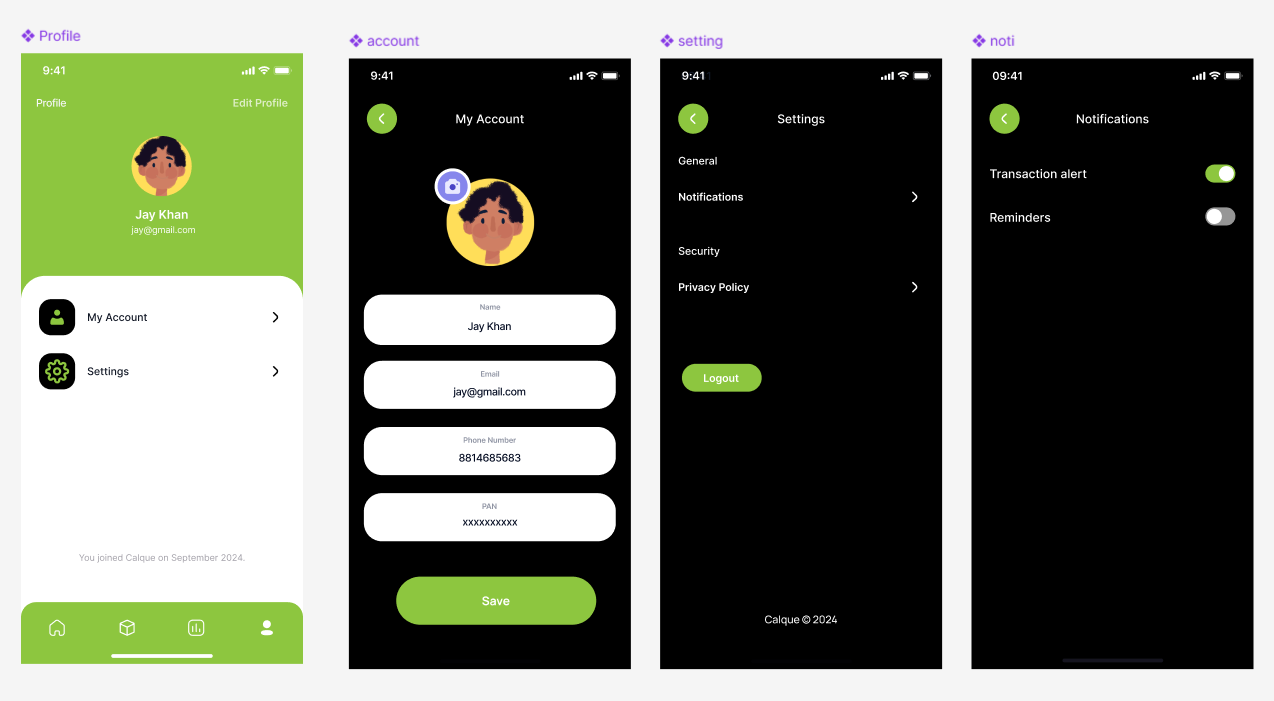 Profile
9:41
Profile
Edit Profile
Jay Khan
jay@gmail.com
My Account
Settings
You joined Calque on September 2024.
account
9:41
My Account
Name
Jay Khan
Email
jay@gmail.com
Phone Number
8814685683
PAN
xxxxxxxxxx
Save
setting
9:41
Settings
General
Notifications
Security
Privacy Policy
Logout
Calque © 2024
noti
09:41
Notifications
Transaction alert
Reminders